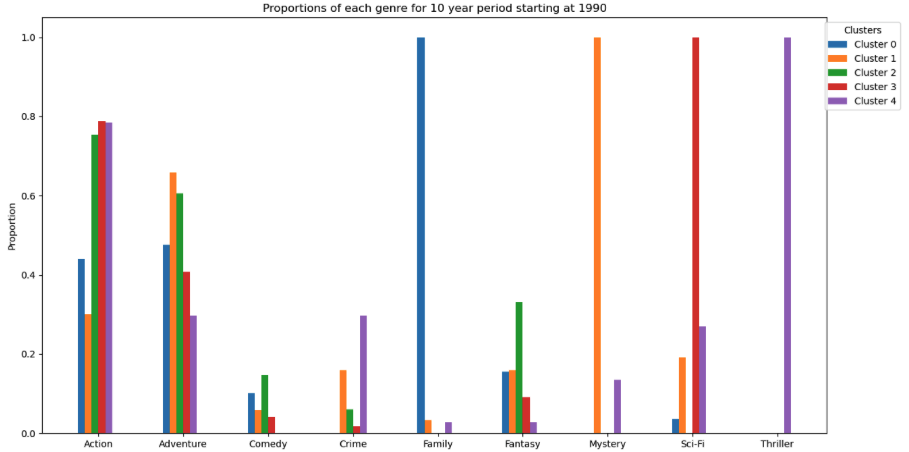 Proportions of each genre for 10 year period starting at 1990
Clusters
Cluster 0
Cluster 1
Cluster 2
Cluster 3
Cluster 4
Proportion
1.0
0.8
0.6
0.4
0.2
0.0
Action Adventure Comedy Crime Family Fantasy Mystery Sci-Fi Thriller